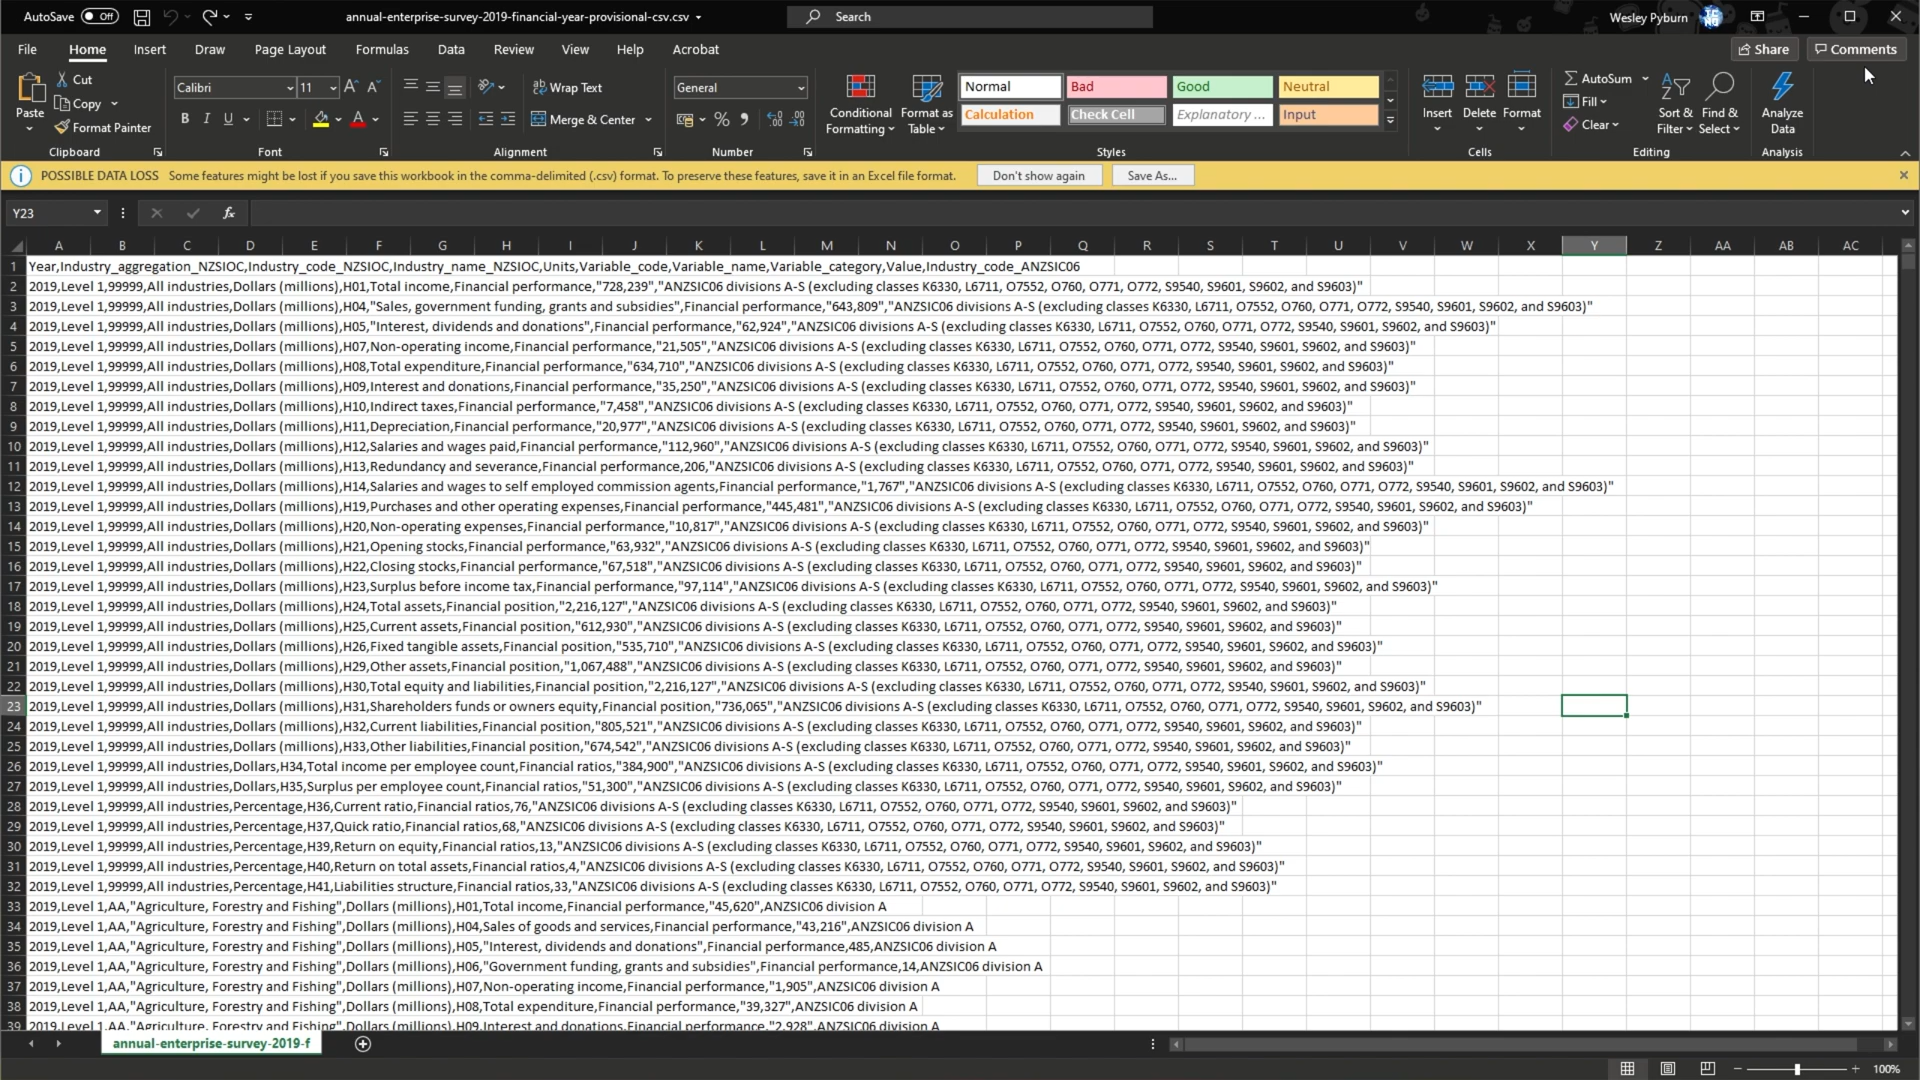 AutoSave Off annual-enterprise-survey-2019-financial-year-provisional-csv.csv Search Wesley Pyburn
File Home Insert Draw Page Layout Formulas Data Review View Help Acrobat Share Comments
Paste Cut Copy Format Painter Clipboard
Calibri 11 B I U A Font
Wrap Text Merge & Center Alignment
General % Number
Conditional Formatting Format as Table Normal Bad Good Neutral
Calculation Check Cell Explanatory ... Input Styles
Insert Delete Format Cells
AutoSum Fill Clear Sort & Filter Find & Select Editing
Analyze Data Analysis
POSSIBLE DATA LOSS Some features might be lost if you save this workbook in the comma-delimited (.csv) format. To preserve these features, save it in an Excel file format. Don't show again Save As...
Y23 fx
A B C D E F G H I J K L M N O P Q R S T U V W X Y Z AA AB AC
1 Year,Industry_aggregation_NZSIOC,Industry_code_NZSIOC,Industry_name_NZSIOC,Units,Variable_code,Variable_name,Variable_category,Value,Industry_code_ANZSIC06
2 2019,Level 1,99999,All industries,Dollars (millions),H01,Total income,Financial performance,"728,239","ANZSIC06 divisions A-S (excluding classes K6330, L6711, O7552, O760, O771, O772, S9540, S9601, S9602, and S9603)"
3 2019,Level 1,99999,All industries,Dollars (millions),H04,"Sales, government funding, grants and subsidies",Financial performance,"643,809","ANZSIC06 divisions A-S (excluding classes K6330, L6711, O7552, O760, O771, O772, S9540, S9601, S9602, and S9603)"
4 2019,Level 1,99999,All industries,Dollars (millions),H05,"Interest, dividends and donations",Financial performance,"62,924","ANZSIC06 divisions A-S (excluding classes K6330, L6711, O7552, O760, O771, O772, S9540, S9601, S9602, and S9603)"
5 2019,Level 1,99999,All industries,Dollars (millions),H07,Non-operating income,Financial performance,"21,505","ANZSIC06 divisions A-S (excluding classes K6330, L6711, O7552, O760, O771, O772, S9540, S9601, S9602, and S9603)"
6 2019,Level 1,99999,All industries,Dollars (millions),H08,Total expenditure,Financial performance,"634,710","ANZSIC06 divisions A-S (excluding classes K6330, L6711, O7552, O760, O771, O772, S9540, S9601, S9602, and S9603)"
7 2019,Level 1,99999,All industries,Dollars (millions),H09,Interest and donations,Financial performance,"35,250","ANZSIC06 divisions A-S (excluding classes K6330, L6711, O7552, O760, O771, O772, S9540, S9601, S9602, and S9603)"
8 2019,Level 1,99999,All industries,Dollars (millions),H10,Indirect taxes,Financial performance,"7,458","ANZSIC06 divisions A-S (excluding classes K6330, L6711, O7552, O760, O771, O772, S9540, S9601, S9602, and S9603)"
9 2019,Level 1,99999,All industries,Dollars (millions),H11,Depreciation,Financial performance,"20,977","ANZSIC06 divisions A-S (excluding classes K6330, L6711, O7552, O760, O771, O772, S9540, S9601, S9602, and S9603)"
10 2019,Level 1,99999,All industries,Dollars (millions),H12,Salaries and wages paid,Financial performance,"112,960","ANZSIC06 divisions A-S (excluding classes K6330, L6711, O7552, O760, O771, O772, S9540, S9601, S9602, and S9603)"
11 2019,Level 1,99999,All industries,Dollars (millions),H13,Redundancy and severance,Financial performance,206,"ANZSIC06 divisions A-S (excluding classes K6330, L6711, O7552, O760, O771, O772, S9540, S9601, S9602, and S9603)"
12 2019,Level 1,99999,All industries,Dollars (millions),H14,Salaries and wages to self employed commission agents,Financial performance,"1,767","ANZSIC06 divisions A-S (excluding classes K6330, L6711, O7552, O760, O771, O772, S9540, S9601, S9602, and S9603)"
13 2019,Level 1,99999,All industries,Dollars (millions),H19,Purchases and other operating expenses,Financial performance,"445,481","ANZSIC06 divisions A-S (excluding classes K6330, L6711, O7552, O760, O771, O772, S9540, S9601, S9602, and S9603)"
14 2019,Level 1,99999,All industries,Dollars (millions),H20,Non-operating expenses,Financial performance,"10,817","ANZSIC06 divisions A-S (excluding classes K6330, L6711, O7552, O760, O771, O772, S9540, S9601, S9602, and S9603)"
15 2019,Level 1,99999,All industries,Dollars (millions),H21,Opening stocks,Financial performance,"63,932","ANZSIC06 divisions A-S (excluding classes K6330, L6711, O7552, O760, O771, O772, S9540, S9601, S9602, and S9603)"
16 2019,Level 1,99999,All industries,Dollars (millions),H22,Closing stocks,Financial performance,"67,518","ANZSIC06 divisions A-S (excluding classes K6330, L6711, O7552, O760, O771, O772, S9540, S9601, S9602, and S9603)"
17 2019,Level 1,99999,All industries,Dollars (millions),H23,Surplus before income tax,Financial performance,"97,114","ANZSIC06 divisions A-S (excluding classes K6330, L6711, O7552, O760, O771, O772, S9540, S9601, S9602, and S9603)"
18 2019,Level 1,99999,All industries,Dollars (millions),H24,Total assets,Financial position,"2,216,127","ANZSIC06 divisions A-S (excluding classes K6330, L6711, O7552, O760, O771, O772, S9540, S9601, S9602, and S9603)"
19 2019,Level 1,99999,All industries,Dollars (millions),H25,Current assets,Financial position,"612,930","ANZSIC06 divisions A-S (excluding classes K6330, L6711, O7552, O760, O771, O772, S9540, S9601, S9602, and S9603)"
20 2019,Level 1,99999,All industries,Dollars (millions),H26,Fixed tangible assets,Financial position,"535,710","ANZSIC06 divisions A-S (excluding classes K6330, L6711, O7552, O760, O771, O772, S9540, S9601, S9602, and S9603)"
21 2019,Level 1,99999,All industries,Dollars (millions),H29,Other assets,Financial position,"1,067,488","ANZSIC06 divisions A-S (excluding classes K6330, L6711, O7552, O760, O771, O772, S9540, S9601, S9602, and S9603)"
22 2019,Level 1,99999,All industries,Dollars (millions),H30,Total equity and liabilities,Financial position,"2,216,127","ANZSIC06 divisions A-S (excluding classes K6330, L6711, O7552, O760, O771, O772, S9540, S9601, S9602, and S9603)"
23 2019,Level 1,99999,All industries,Dollars (millions),H31,Shareholders funds or owners equity,Financial position,"736,065","ANZSIC06 divisions A-S (excluding classes K6330, L6711, O7552, O760, O771, O772, S9540, S9601, S9602, and S9603)"
24 2019,Level 1,99999,All industries,Dollars (millions),H32,Current liabilities,Financial position,"805,521","ANZSIC06 divisions A-S (excluding classes K6330, L6711, O7552, O760, O771, O772, S9540, S9601, S9602, and S9603)"
25 2019,Level 1,99999,All industries,Dollars (millions),H33,Other liabilities,Financial position,"674,542","ANZSIC06 divisions A-S (excluding classes K6330, L6711, O7552, O760, O771, O772, S9540, S9601, S9602, and S9603)"
26 2019,Level 1,99999,All industries,Dollars,H34,Total income per employee count,Financial ratios,"384,900","ANZSIC06 divisions A-S (excluding classes K6330, L6711, O7552, O760, O771, O772, S9540, S9601, S9602, and S9603)"
27 2019,Level 1,99999,All industries,Dollars,H35,Surplus per employee count,Financial ratios,"51,300","ANZSIC06 divisions A-S (excluding classes K6330, L6711, O7552, O760, O771, O772, S9540, S9601, S9602, and S9603)"
28 2019,Level 1,99999,All industries,Percentage,H36,Current ratio,Financial ratios,76,"ANZSIC06 divisions A-S (excluding classes K6330, L6711, O7552, O760, O771, O772, S9540, S9601, S9602, and S9603)"
29 2019,Level 1,99999,All industries,Percentage,H37,Quick ratio,Financial ratios,68,"ANZSIC06 divisions A-S (excluding classes K6330, L6711, O7552, O760, O771, O772, S9540, S9601, S9602, and S9603)"
30 2019,Level 1,99999,All industries,Percentage,H39,Return on equity,Financial ratios,13,"ANZSIC06 divisions A-S (excluding classes K6330, L6711, O7552, O760, O771, O772, S9540, S9601, S9602, and S9603)"
31 2019,Level 1,99999,All industries,Percentage,H40,Return on total assets,Financial ratios,4,"ANZSIC06 divisions A-S (excluding classes K6330, L6711, O7552, O760, O771, O772, S9540, S9601, S9602, and S9603)"
32 2019,Level 1,99999,All industries,Percentage,H41,Liabilities structure,Financial ratios,33,"ANZSIC06 divisions A-S (excluding classes K6330, L6711, O7552, O760, O771, O772, S9540, S9601, S9602, and S9603)"
33 2019,Level 1,AA,"Agriculture, Forestry and Fishing",Dollars (millions),H01,Total income,Financial performance,"45,620",ANZSIC06 division A
34 2019,Level 1,AA,"Agriculture, Forestry and Fishing",Dollars (millions),H04,Sales of goods and services,Financial performance,"43,216",ANZSIC06 division A
35 2019,Level 1,AA,"Agriculture, Forestry and Fishing",Dollars (millions),H05,"Interest, dividends and donations",Financial performance,485,ANZSIC06 division A
36 2019,Level 1,AA,"Agriculture, Forestry and Fishing",Dollars (millions),H06,"Government funding, grants and subsidies",Financial performance,14,ANZSIC06 division A
37 2019,Level 1,AA,"Agriculture, Forestry and Fishing",Dollars (millions),H07,Non-operating income,Financial performance,"1,905",ANZSIC06 division A
38 2019,Level 1,AA,"Agriculture, Forestry and Fishing",Dollars (millions),H08,Total expenditure,Financial performance,"39,327",ANZSIC06 division A
39 2019,Level 1,AA,"Agriculture, Forestry and Fishing",Dollars (millions),H09,Interest and donations,Financial performance,"2,928",ANZSIC06 division A
annual-enterprise-survey-2019-f
100%